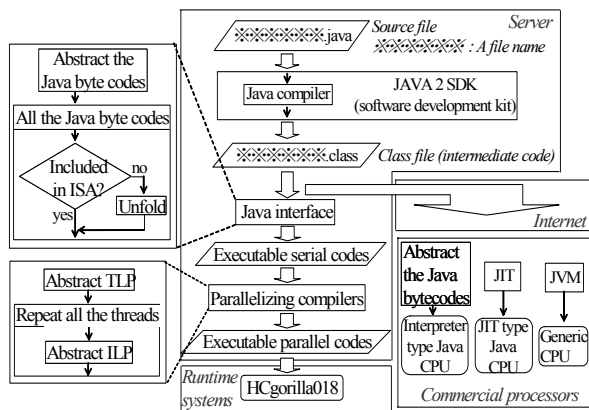 Server
※※※※※※※.java
Source file
※※※※※※※ : A file name
JAVA 2 SDK
(software development kit)
Java compiler
※※※※※※※.class
Class file (intermediate code)
Java interface
Internet
Executable serial codes
Parallelizing compilers
Executable parallel codes
Runtime
systems
HCgorilla018
Abstract the
Java byte codes
All the Java byte codes
Included
in ISA?
no
yes
Unfold
Abstract TLP
Repeat all the threads
Abstract ILP
Abstract
the Java
bytecodes
JIT
JVM
Interpreter
type Java
CPU
JIT type
Java
CPU
Generic
CPU
Commercial processors